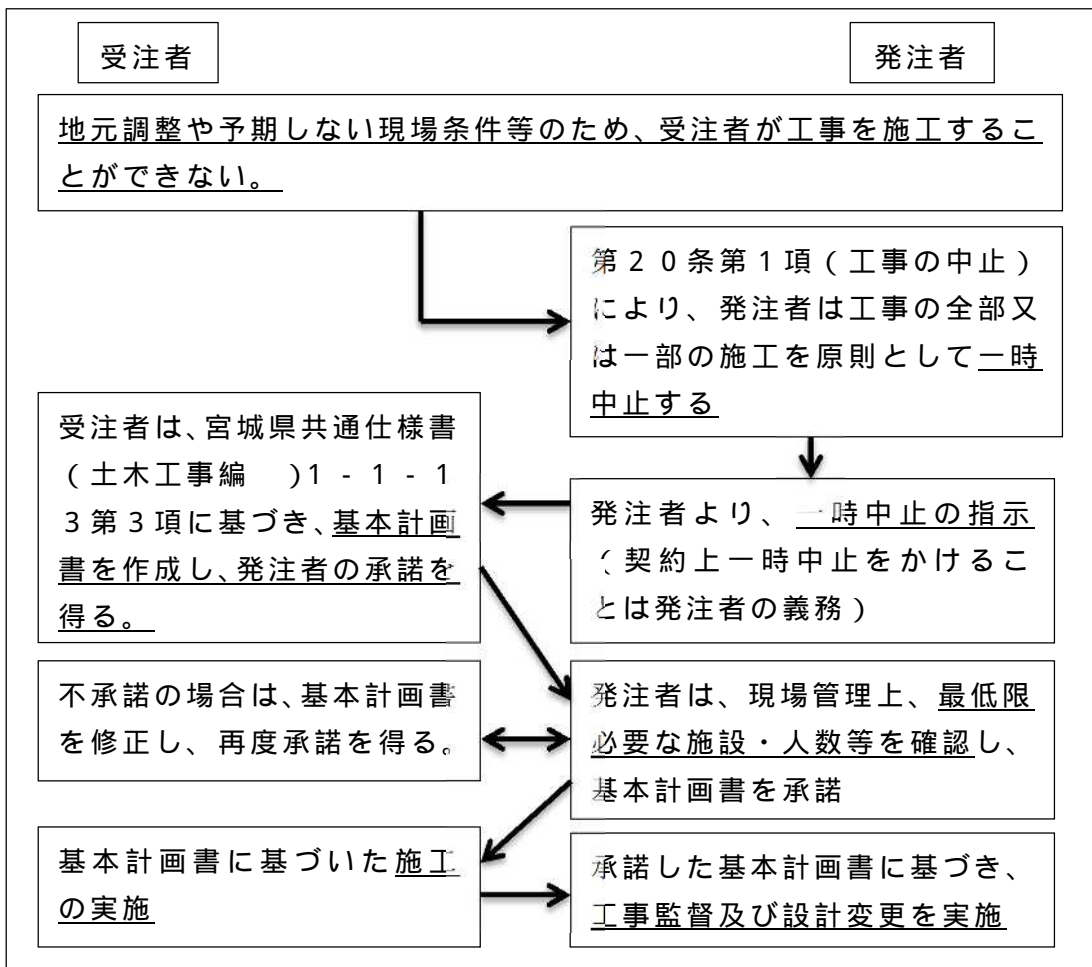 受注者
発注者
地元調整や予期しない現場条件等のため、受注者が工事を施工するこ
とができない。
第20条第1項(工事の中止)
により、発注者は工事の全部又
は一部の施工を原則として一時
中止する
発注者より、一時中止の指示
(契約上一時中止をかけるこ
とは発注者の義務)
受注者は、宮城県共通仕様書
(土木工事編 )1-1-1
3第3項に基づき、基本計画
書を作成し、発注者の承諾を
得る。
不承諾の場合は、基本計画書
を修正し、再度承諾を得る。
発注者は、現場管理上、最低限
必要な施設・人数等を確認し、
基本計画書を承諾
基本計画書に基づいた施工
の実施
承諾した基本計画書に基づき、
工事監督及び設計変更を実施